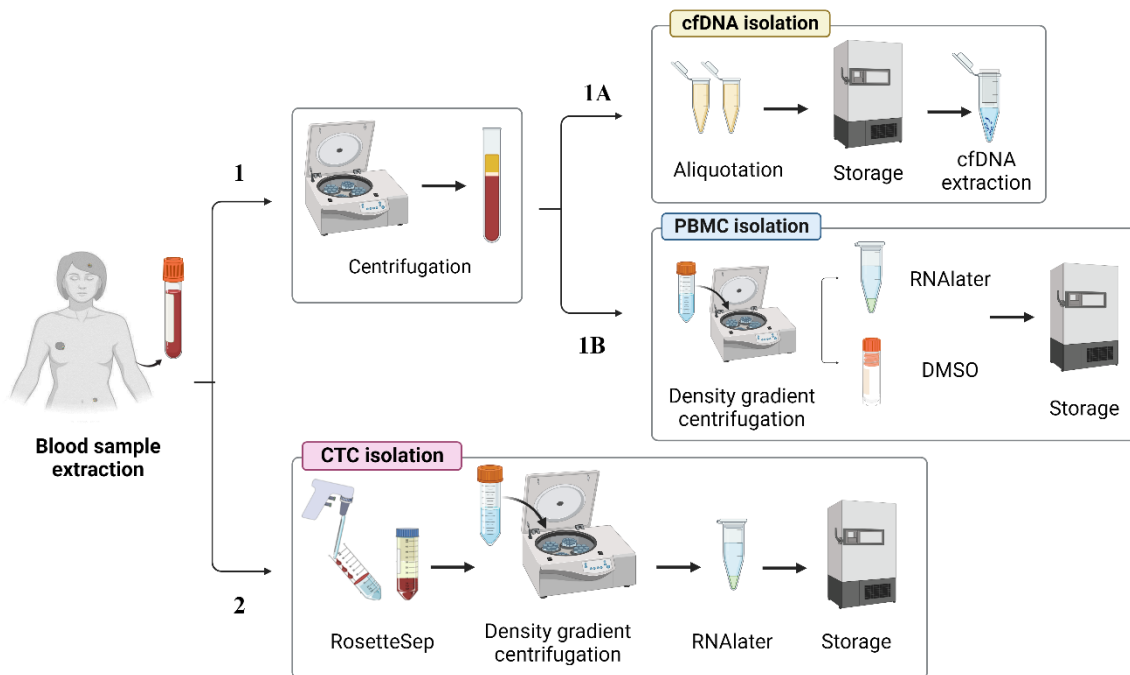 cfDNA isolation
1A
Aliquotation
Storage
cfDNA
extraction
1
Centrifugation
PBMC isolation
RNAlater
1B
DMSO
Density gradient
centrifugation
Storage
Blood sample
extraction
CTC isolation
2
RosetteSep
Density gradient
centrifugation
RNAlater
Storage